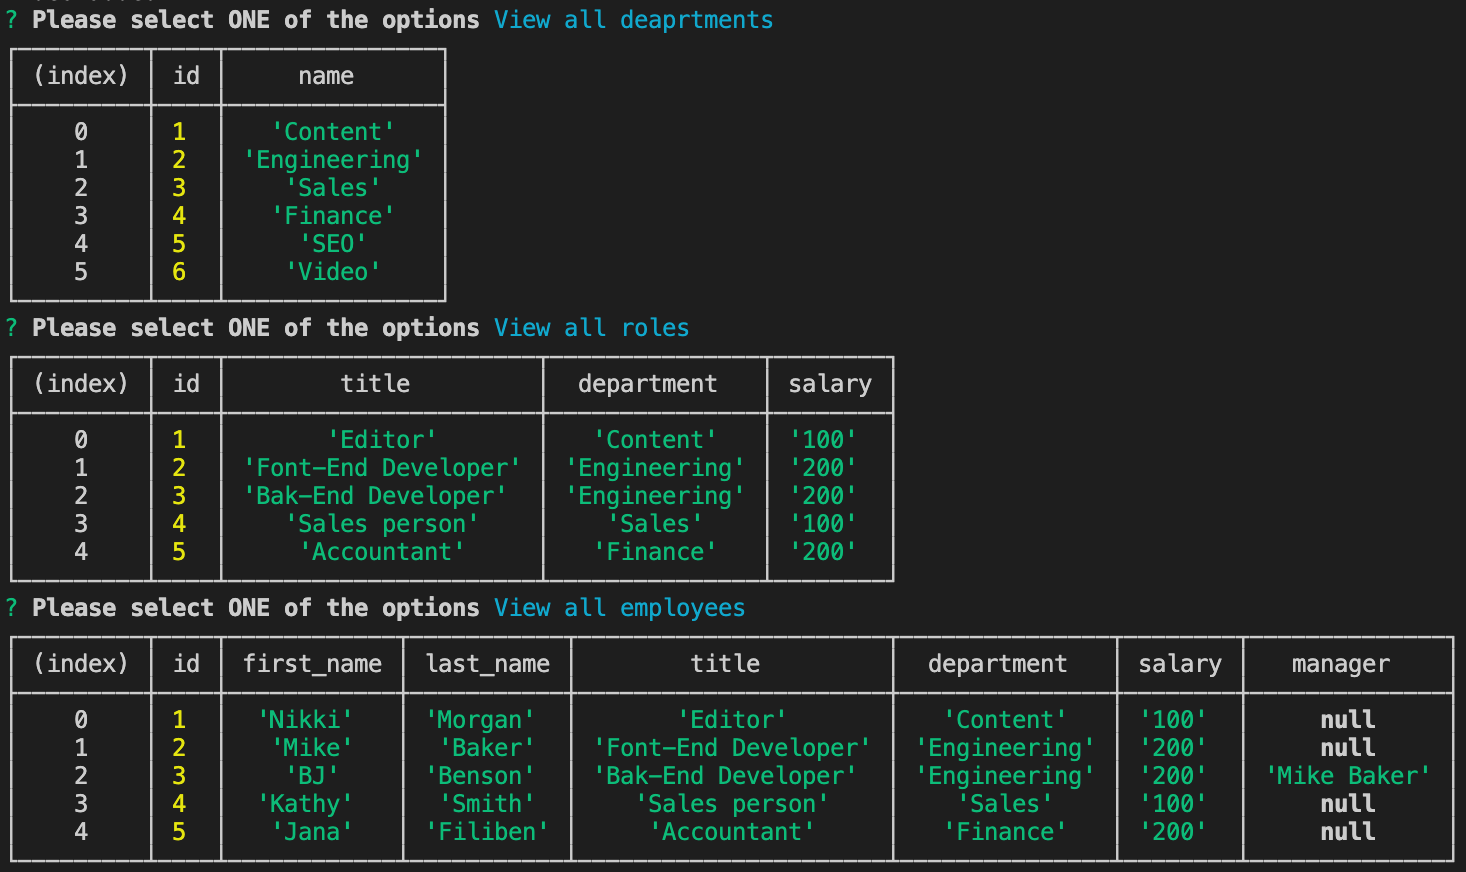 ? Please select ONE of the options View all deaprtments
(index) id name
0 1 'Content'
1 2 'Engineering'
2 3 'Sales'
3 4 'Finance'
4 5 'SEO'
5 6 'Video'
? Please select ONE of the options View all roles
(index) id title department salary
0 1 'Editor' 'Content' '100'
1 2 'Font-End Developer' 'Engineering' '200'
2 3 'Bak-End Developer' 'Engineering' '200'
3 4 'Sales person' 'Sales' '100'
4 5 'Accountant' 'Finance' '200'
? Please select ONE of the options View all employees
(index) id first_name last_name title department salary manager
0 1 'Nikki' 'Morgan' 'Editor' 'Content' '100' null
1 2 'Mike' 'Baker' 'Font-End Developer' 'Engineering' '200' null
2 3 'BJ' 'Benson' 'Bak-End Developer' 'Engineering' '200' 'Mike Baker'
3 4 'Kathy' 'Smith' 'Sales person' 'Sales' '100' null
4 5 'Jana' 'Filiben' 'Accountant' 'Finance' '200' null